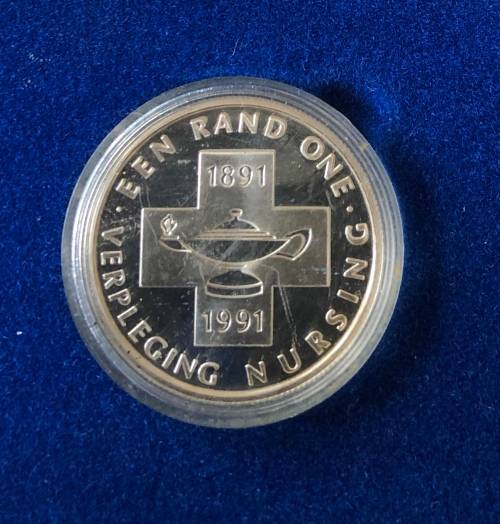 · EEN RAND ONE ·
1891
1991
VERPLEGING NURSING